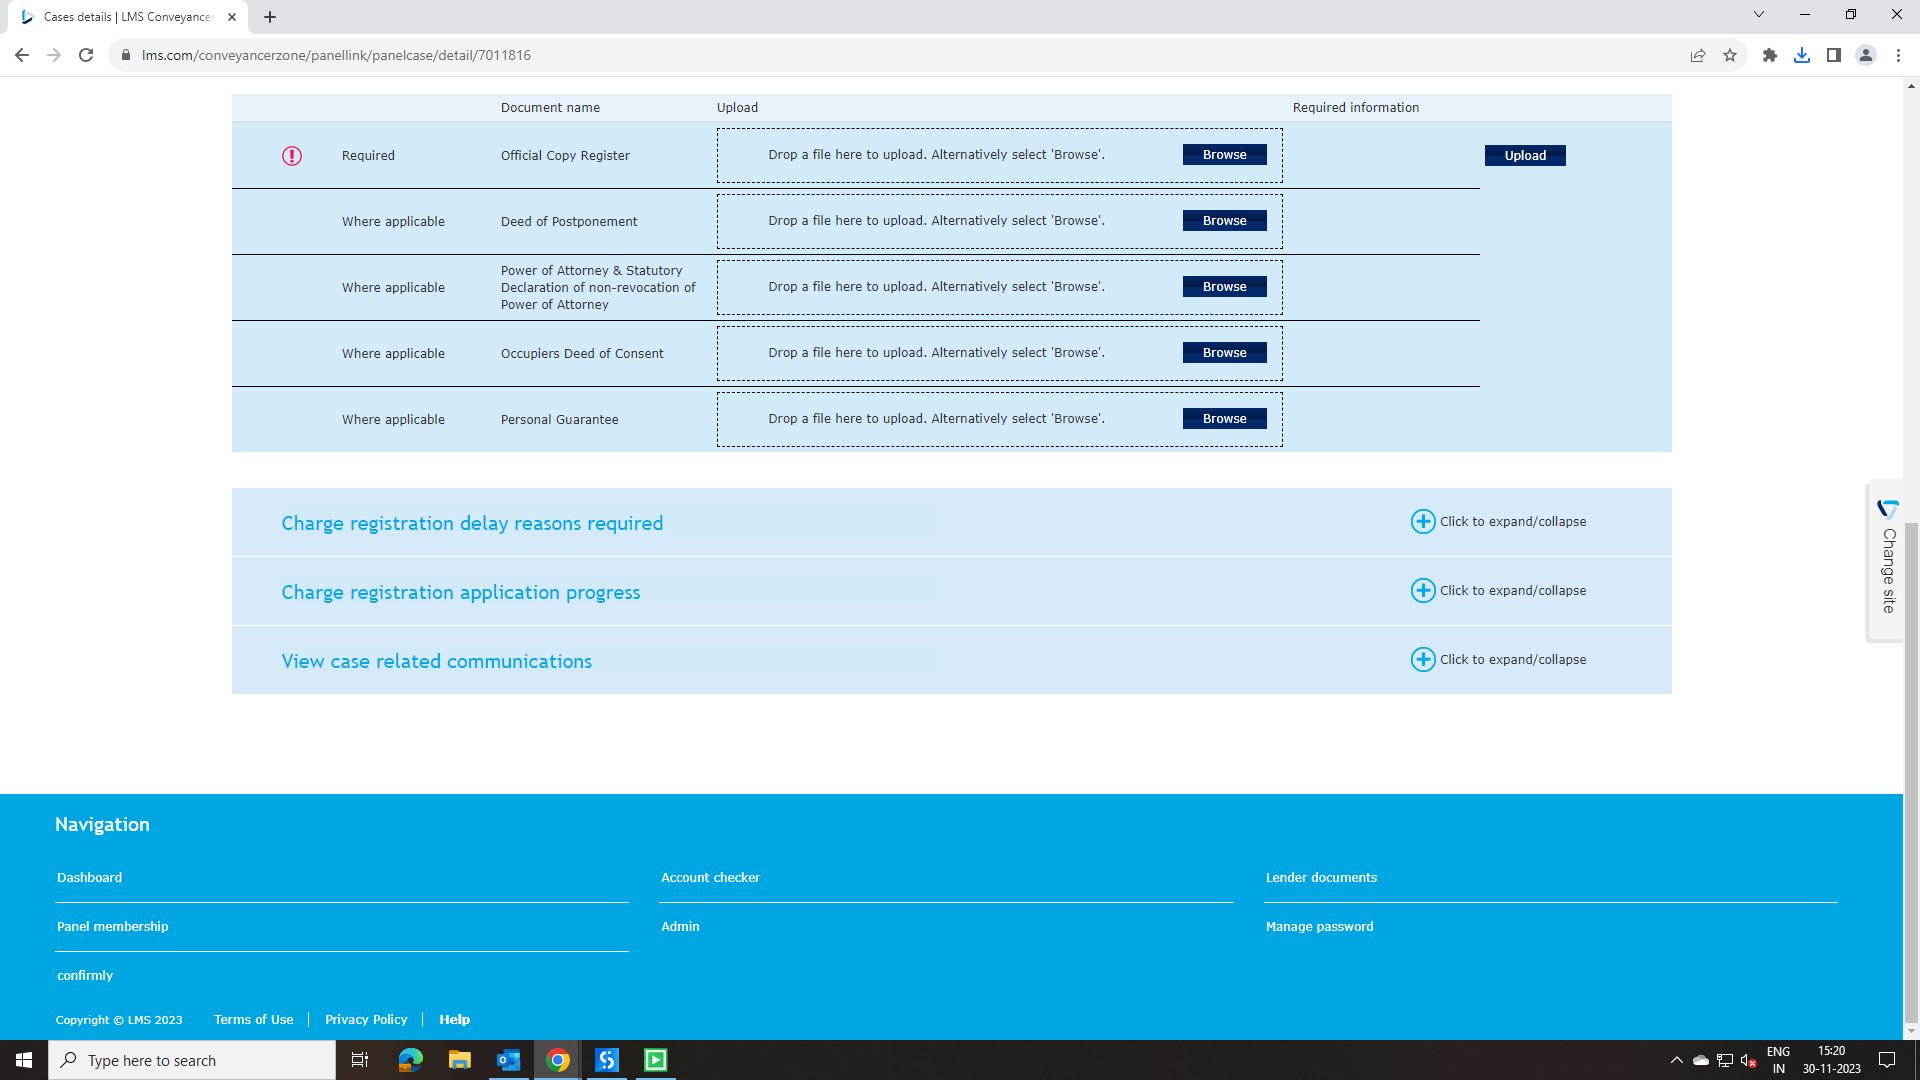 Cases details | LMS Conveyancer
lms.com/conveyancerzone/panellink/panelcase/detail/7011816
Document name Upload Required information
Required Official Copy Register Drop a file here to upload. Alternatively select 'Browse'. Browse Upload
Where applicable Deed of Postponement Drop a file here to upload. Alternatively select 'Browse'. Browse
Where applicable Power of Attorney & Statutory
Declaration of non-revocation of
Power of Attorney Drop a file here to upload. Alternatively select 'Browse'. Browse
Where applicable Occupiers Deed of Consent Drop a file here to upload. Alternatively select 'Browse'. Browse
Where applicable Personal Guarantee Drop a file here to upload. Alternatively select 'Browse'. Browse
Charge registration delay reasons required Click to expand/collapse
Charge registration application progress Click to expand/collapse
View case related communications Click to expand/collapse
Change site
Navigation
Dashboard Account checker Lender documents
Panel membership Admin Manage password
confirmly
Copyright © LMS 2023 Terms of Use | Privacy Policy | Help
Type here to search
ENG
IN
15:20
30-11-2023